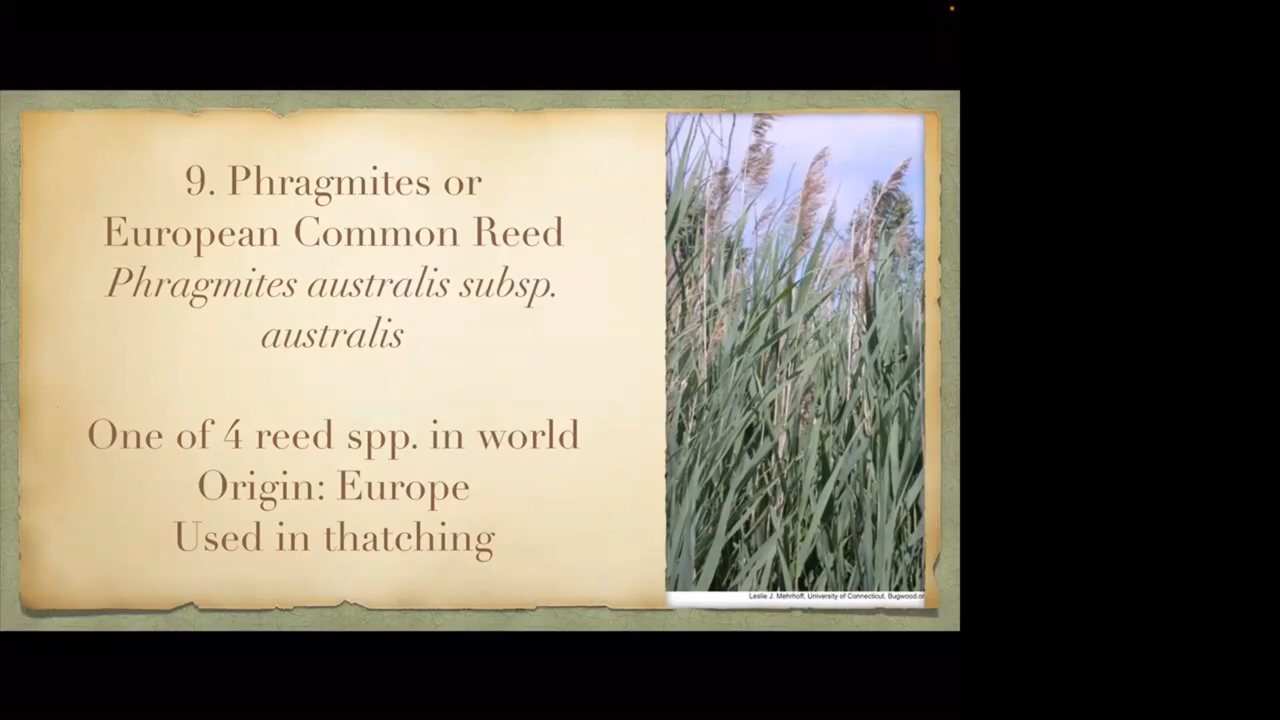 9. Phragmites or
European Common Reed
Phragmites australis subsp.
australis
One of 4 reed spp. in world
Origin: Europe
Used in thatching
Leslie J. Mehrhoff, University of Connecticut, Bugwood.or